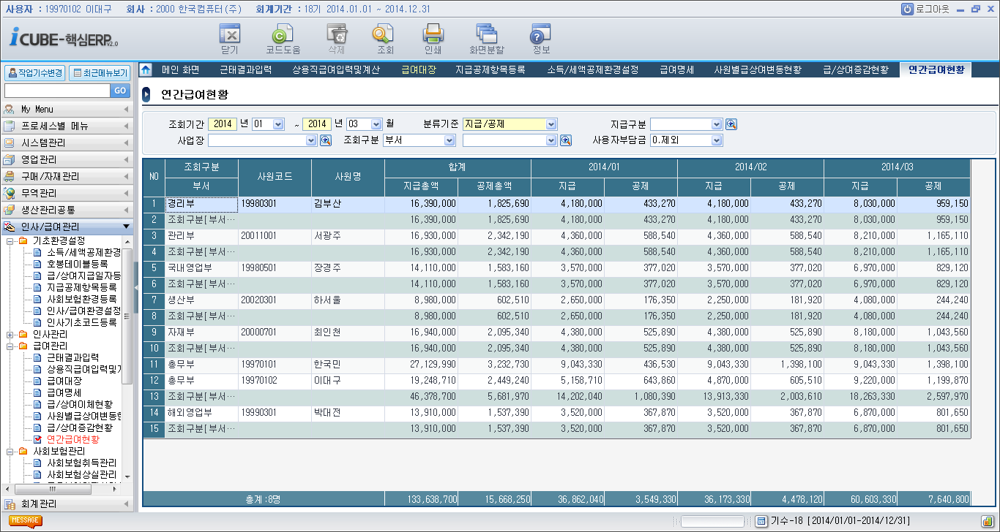 사용자 : 19970102 이대구 회사 : 2000 한국컴퓨터(주) 회계기간 : 18기 2014.01.01 ~ 2014.12.31 로그아웃
iCUBE-핵심ERP v2.0
닫기 코드도움 삭제 조회 인쇄 화면분할 정보
작업기수변경 최근메뉴보기
GO
My Menu
프로세스별 메뉴
시스템관리
영업관리
구매/자재관리
무역관리
생산관리공통
인사/급여관리
기초환경설정
소득/세액공제환경
호봉테이블등록
급/상여지급일자등
지급공제항목등록
사회보험환경등록
인사/급여환경설정
인사기초코드등록
인사관리
급여관리
근태결과입력
상용직급여입력및계
급여대장
급여명세
급/상여이체현황
사원별급상여변동현
급/상여증감현황
연간급여현황
사회보험관리
사회보험취득관리
사회보험상실관리
회계관리
MESSAGE
메인 화면 근태결과입력 상용직급여입력및계산 급여대장 지급공제항목등록 소득/세액공제환경설정 급여명세 사원별급상여변동현황 급/상여증감현황 연간급여현황
연간급여현황
조회기간 2014 년 01 ~ 2014 년 03 월 분류기준 지급/공제 지급구분
사업장 조회구분 부서 사용자부담금 0.제외
NO 조회구분 사원코드 사원명 합계 2014/01 2014/02 2014/03
부서 지급총액 공제총액 지급 공제 지급 공제 지급 공제
1 경리부 19980301 김부산 16,390,000 1,825,690 4,180,000 433,270 4,180,000 433,270 8,030,000 959,150
2 조회구분[부서··· 16,390,000 1,825,690 4,180,000 433,270 4,180,000 433,270 8,030,000 959,150
3 관리부 20011001 서광주 16,930,000 2,342,190 4,360,000 588,540 4,360,000 588,540 8,210,000 1,165,110
4 조회구분[부서··· 16,930,000 2,342,190 4,360,000 588,540 4,360,000 588,540 8,210,000 1,165,110
5 국내영업부 19980501 장경주 14,110,000 1,583,160 3,570,000 377,020 3,570,000 377,020 6,970,000 829,120
6 조회구분[부서··· 14,110,000 1,583,160 3,570,000 377,020 3,570,000 377,020 6,970,000 829,120
7 생산부 20020301 하서울 8,980,000 602,510 2,650,000 176,350 2,250,000 181,920 4,080,000 244,240
8 조회구분[부서··· 8,980,000 602,510 2,650,000 176,350 2,250,000 181,920 4,080,000 244,240
9 자재부 20000701 최인천 16,940,000 2,095,340 4,380,000 525,890 4,380,000 525,890 8,180,000 1,043,560
10 조회구분[부서··· 16,940,000 2,095,340 4,380,000 525,890 4,380,000 525,890 8,180,000 1,043,560
11 총무부 19970101 한국민 27,129,990 3,232,730 9,043,330 436,530 9,043,330 1,398,100 9,043,330 1,398,100
12 총무부 19970102 이대구 19,248,710 2,449,240 5,158,710 643,860 4,870,000 605,510 9,220,000 1,199,870
13 조회구분[부서··· 46,378,700 5,681,970 14,202,040 1,080,390 13,913,330 2,003,610 18,263,330 2,597,970
14 해외영업부 19990301 박대전 13,910,000 1,537,390 3,520,000 367,870 3,520,000 367,870 6,870,000 801,650
15 조회구분[부서··· 13,910,000 1,537,390 3,520,000 367,870 3,520,000 367,870 6,870,000 801,650
총계 :8명 133,638,700 15,668,250 36,862,040 3,549,330 36,173,330 4,478,120 60,603,330 7,640,800
기수-18 [2014/01/01-2014/12/31]